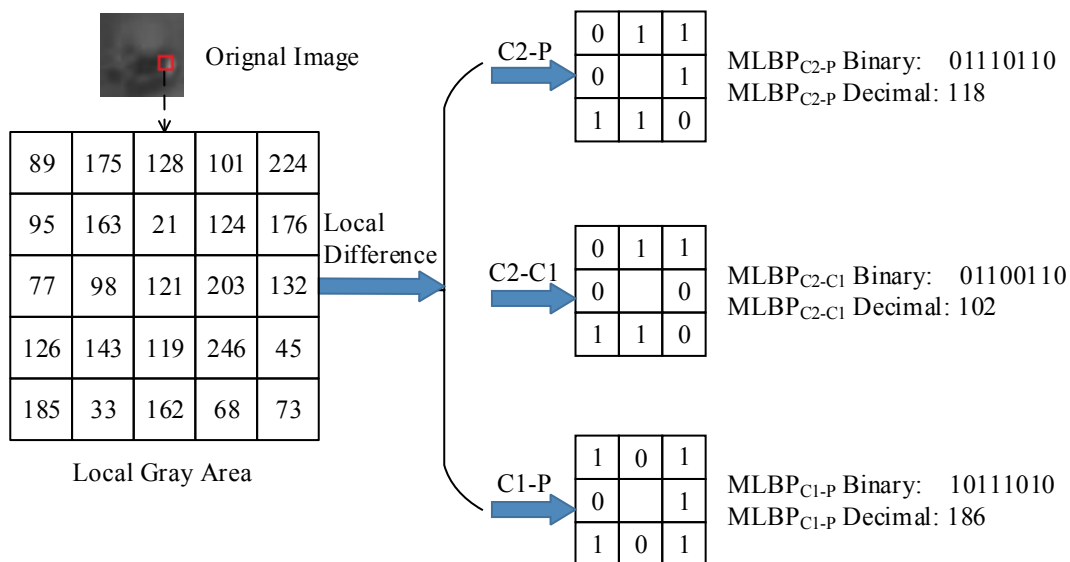 Orignal Image
89 175 128 101 224
95 163 21 124 176
77 98 121 203 132
126 143 119 246 45
185 33 162 68 73
Local Gray Area
Local
Difference
C2-P
0 1 1
0 1
1 1 0
MLBPC2-P Binary: 01110110
MLBPC2-P Decimal: 118
C2-C1
0 1 1
0 0
1 1 0
MLBPC2-C1 Binary: 01100110
MLBPC2-C1 Decimal: 102
C1-P
1 0 1
0 1
1 0 1
MLBPC1-P Binary: 10111010
MLBPC1-P Decimal: 186